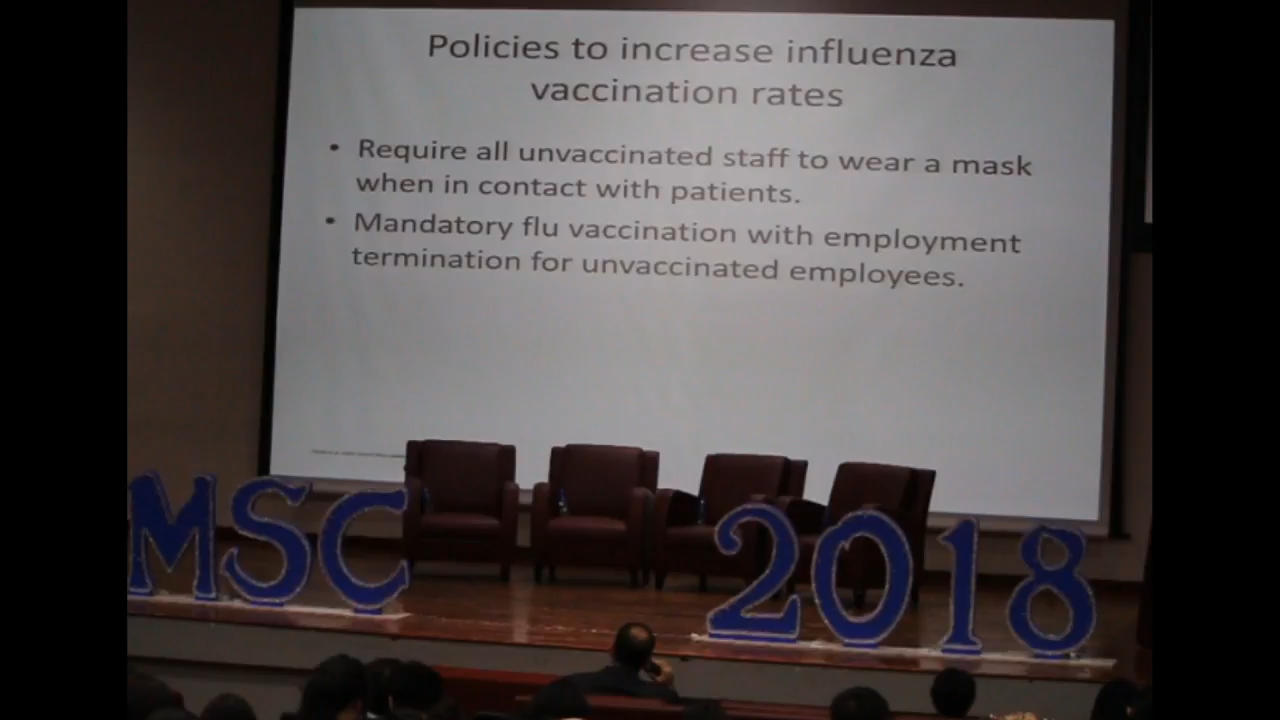 Policies to increase influenza
vaccination rates
• Require all unvaccinated staff to wear a mask
when in contact with patients.
• Mandatory flu vaccination with employment
termination for unvaccinated employees.
MSC 2018